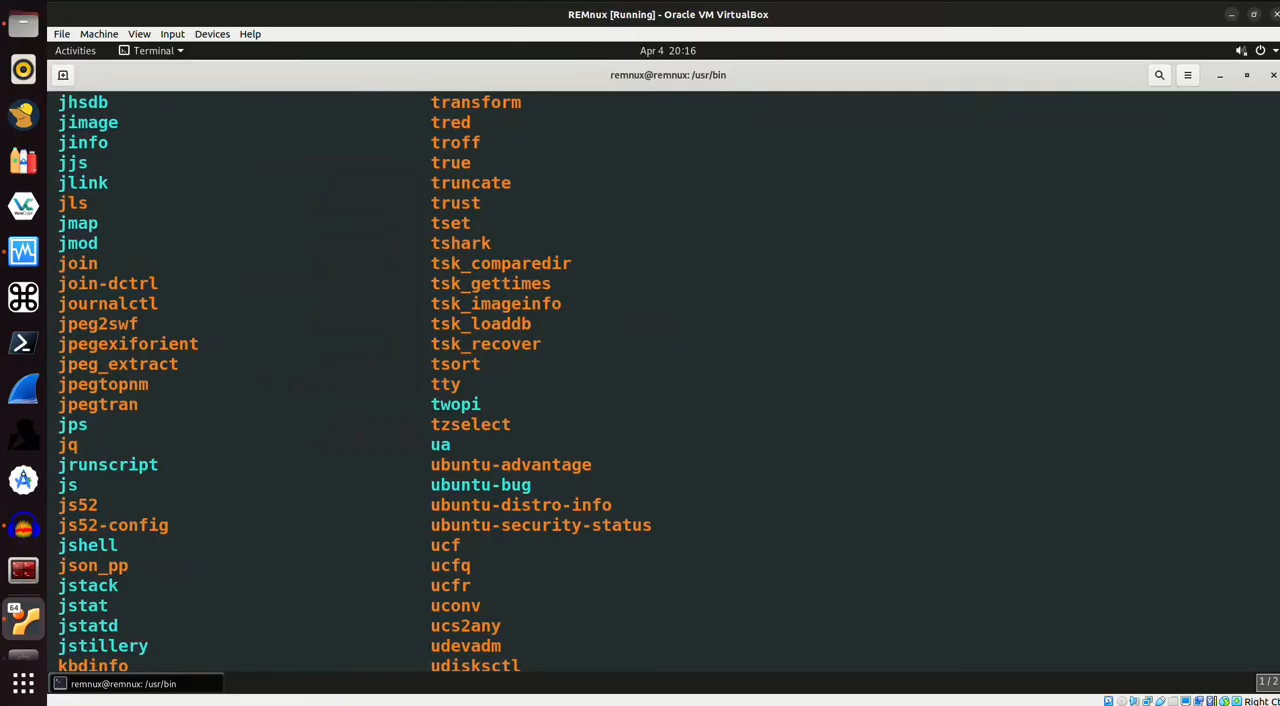 REMnux [Running] - Oracle VM VirtualBox
File Machine View Input Devices Help
Activities Terminal Apr 4 20:16
remnux@remnux: /usr/bin
jhsdb transform
jimage tred
jinfo troff
jjs true
jlink truncate
jls trust
jmap tset
jmod tshark
join tsk_comparedir
join-dctrl tsk_gettimes
journalctl tsk_imageinfo
jpeg2swf tsk_loaddb
jpegexiforient tsk_recover
jpeg_extract tsort
jpegtopnm tty
jpegtran twopi
jps tzselect
jq ua
jrunscript ubuntu-advantage
js ubuntu-bug
js52 ubuntu-distro-info
js52-config ubuntu-security-status
jshell ucf
json_pp ucfq
jstack ucfr
jstat uconv
jstatd ucs2any
jstillery udevadm
kbdinfo udisksctl
64
remnux@remnux: /usr/bin 1 / 2
Right Ct